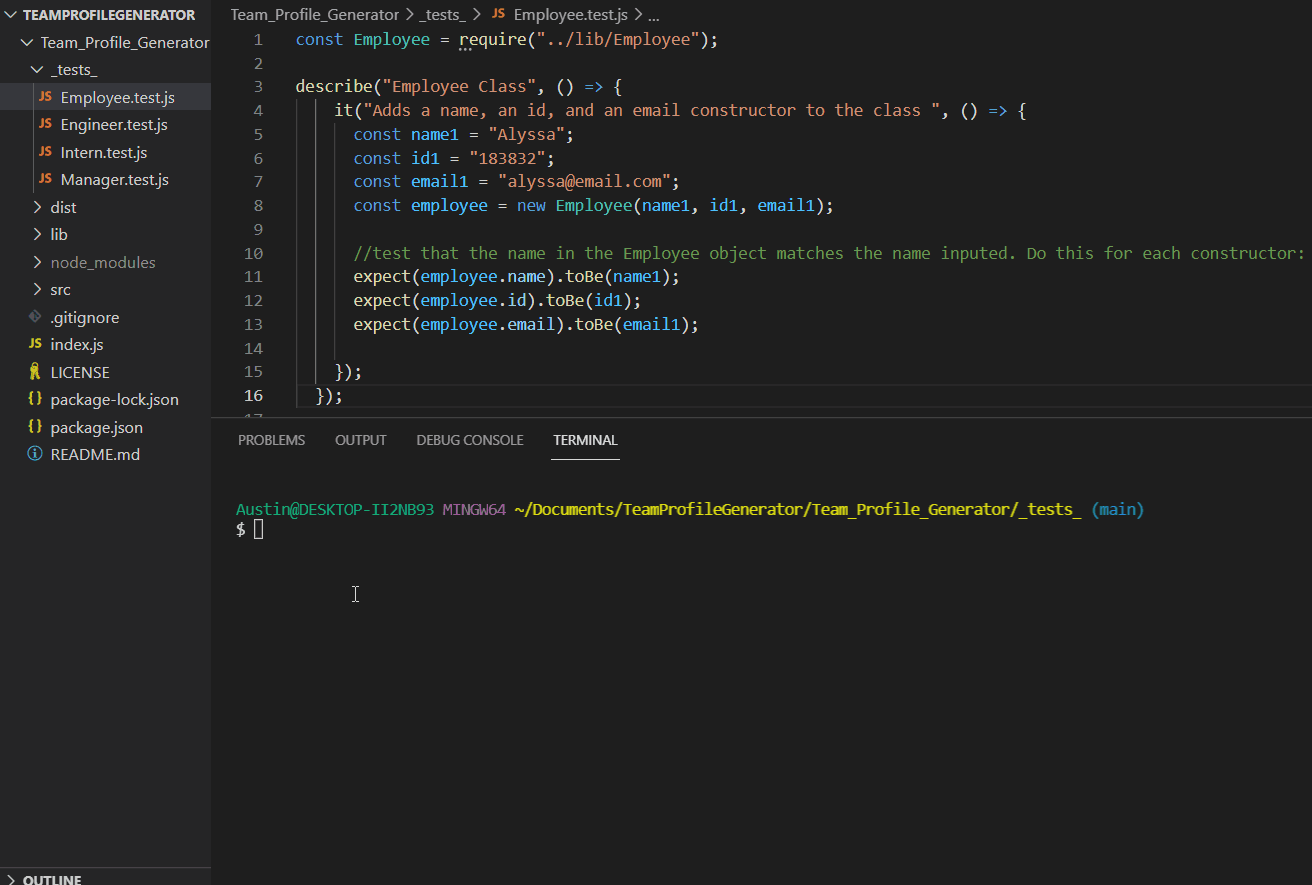 TEAMPROFILEGENERATOR
Team_Profile_Generator
_tests_
JS Employee.test.js
JS Engineer.test.js
JS Intern.test.js
JS Manager.test.js
dist
lib
node_modules
src
.gitignore
JS index.js
LICENSE
{} package-lock.json
{} package.json
README.md
OUTLINE
Team_Profile_Generator > _tests_ > JS Employee.test.js > ...
1 const Employee = require("../lib/Employee");
2
3 describe("Employee Class", () => {
4 it("Adds a name, an id, and an email constructor to the class ", () => {
5 const name1 = "Alyssa";
6 const id1 = "183832";
7 const email1 = "alyssa@email.com";
8 const employee = new Employee(name1, id1, email1);
9
10 //test that the name in the Employee object matches the name inputed. Do this for each constructor:
11 expect(employee.name).toBe(name1);
12 expect(employee.id).toBe(id1);
13 expect(employee.email).toBe(email1);
14
15 });
16 });
17
PROBLEMS OUTPUT DEBUG CONSOLE TERMINAL
Austin@DESKTOP-II2NB93 MINGW64 ~/Documents/TeamProfileGenerator/Team_Profile_Generator/_tests_ (main)
$